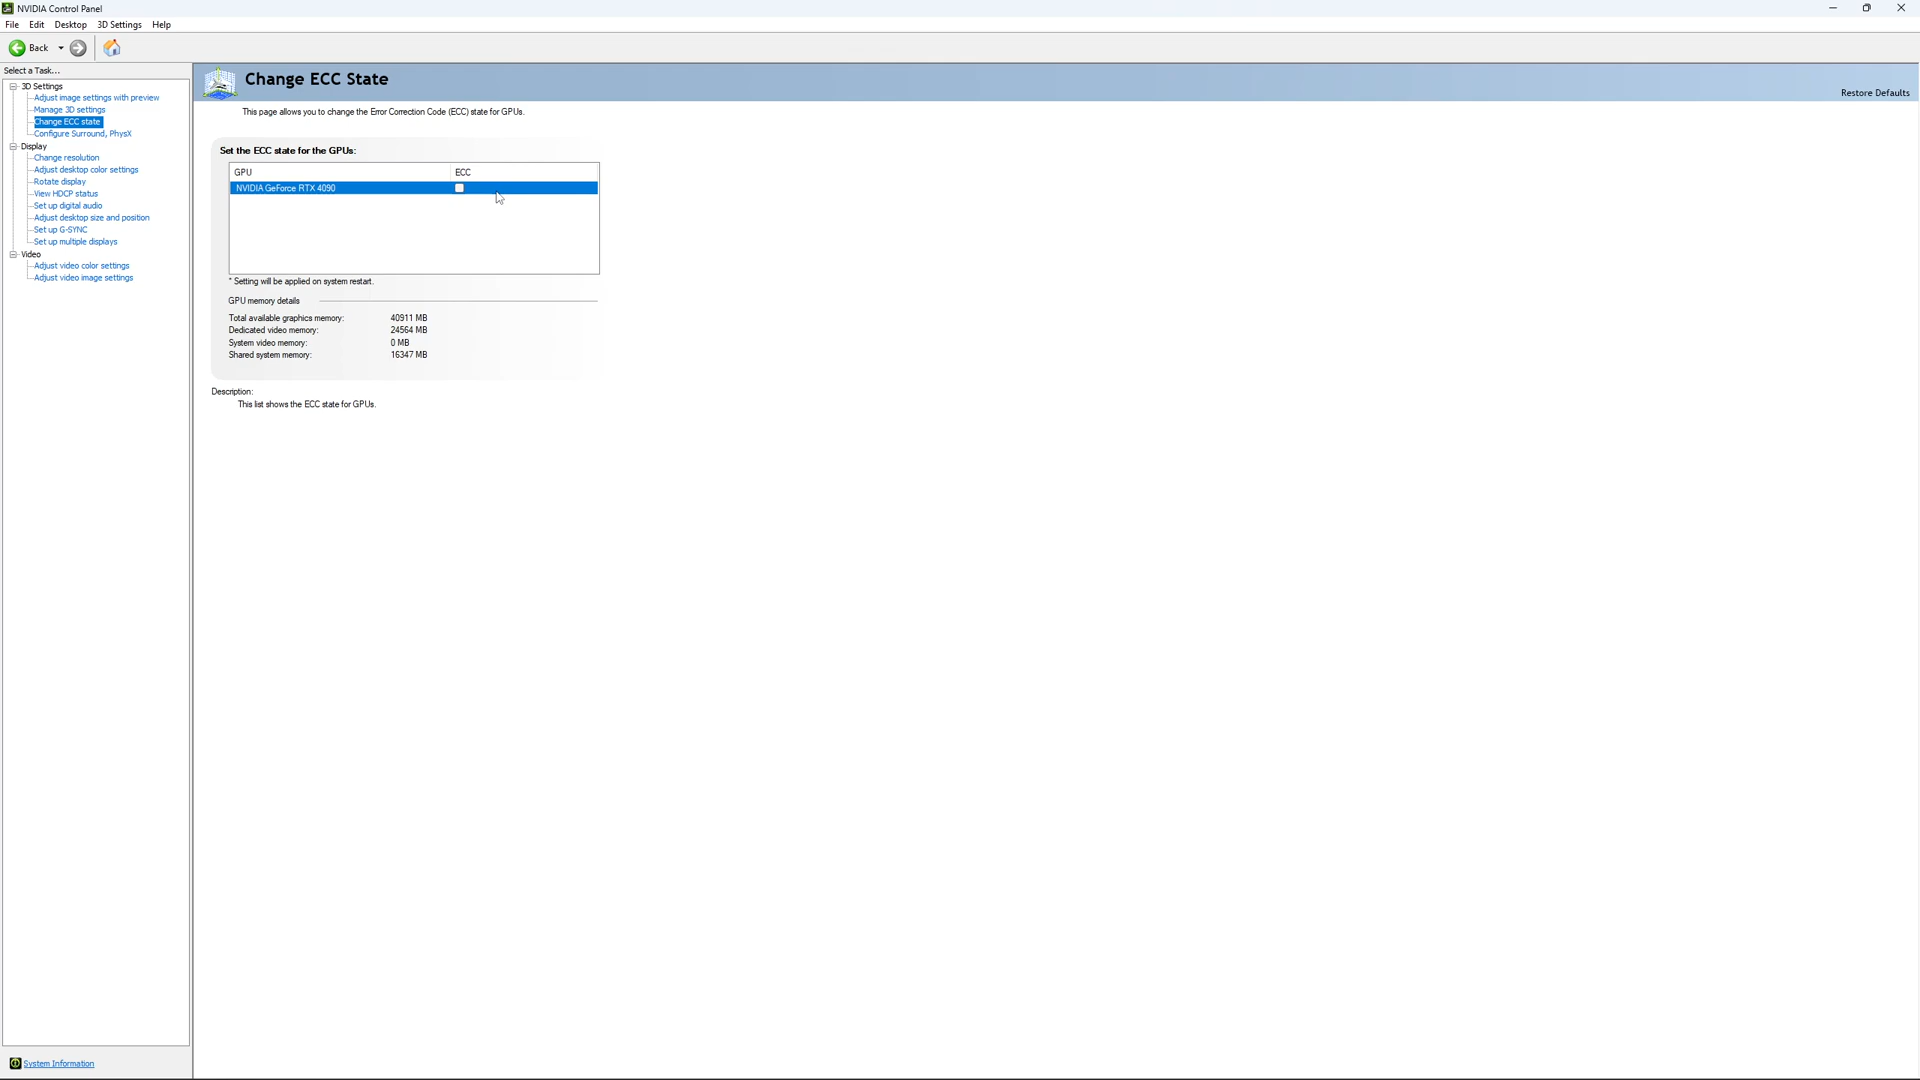 NVIDIA Control Panel
File Edit Desktop 3D Settings Help
Back
Select a Task...
3D Settings
Adjust image settings with preview
Manage 3D settings
Change ECC state
Configure Surround, PhysX
Display
Change resolution
Adjust desktop color settings
Rotate display
View HDCP status
Set up digital audio
Adjust desktop size and position
Set up G-SYNC
Set up multiple displays
Video
Adjust video color settings
Adjust video image settings
System Information
Change ECC State
Restore Defaults
This page allows you to change the Error Correction Code (ECC) state for GPUs.
Set the ECC state for the GPUs:
GPU ECC
NVIDIA GeForce RTX 4090
* Setting will be applied on system restart.
GPU memory details
Total available graphics memory: 40911 MB
Dedicated video memory: 24564 MB
System video memory: 0 MB
Shared system memory: 16347 MB
Description:
This list shows the ECC state for GPUs.